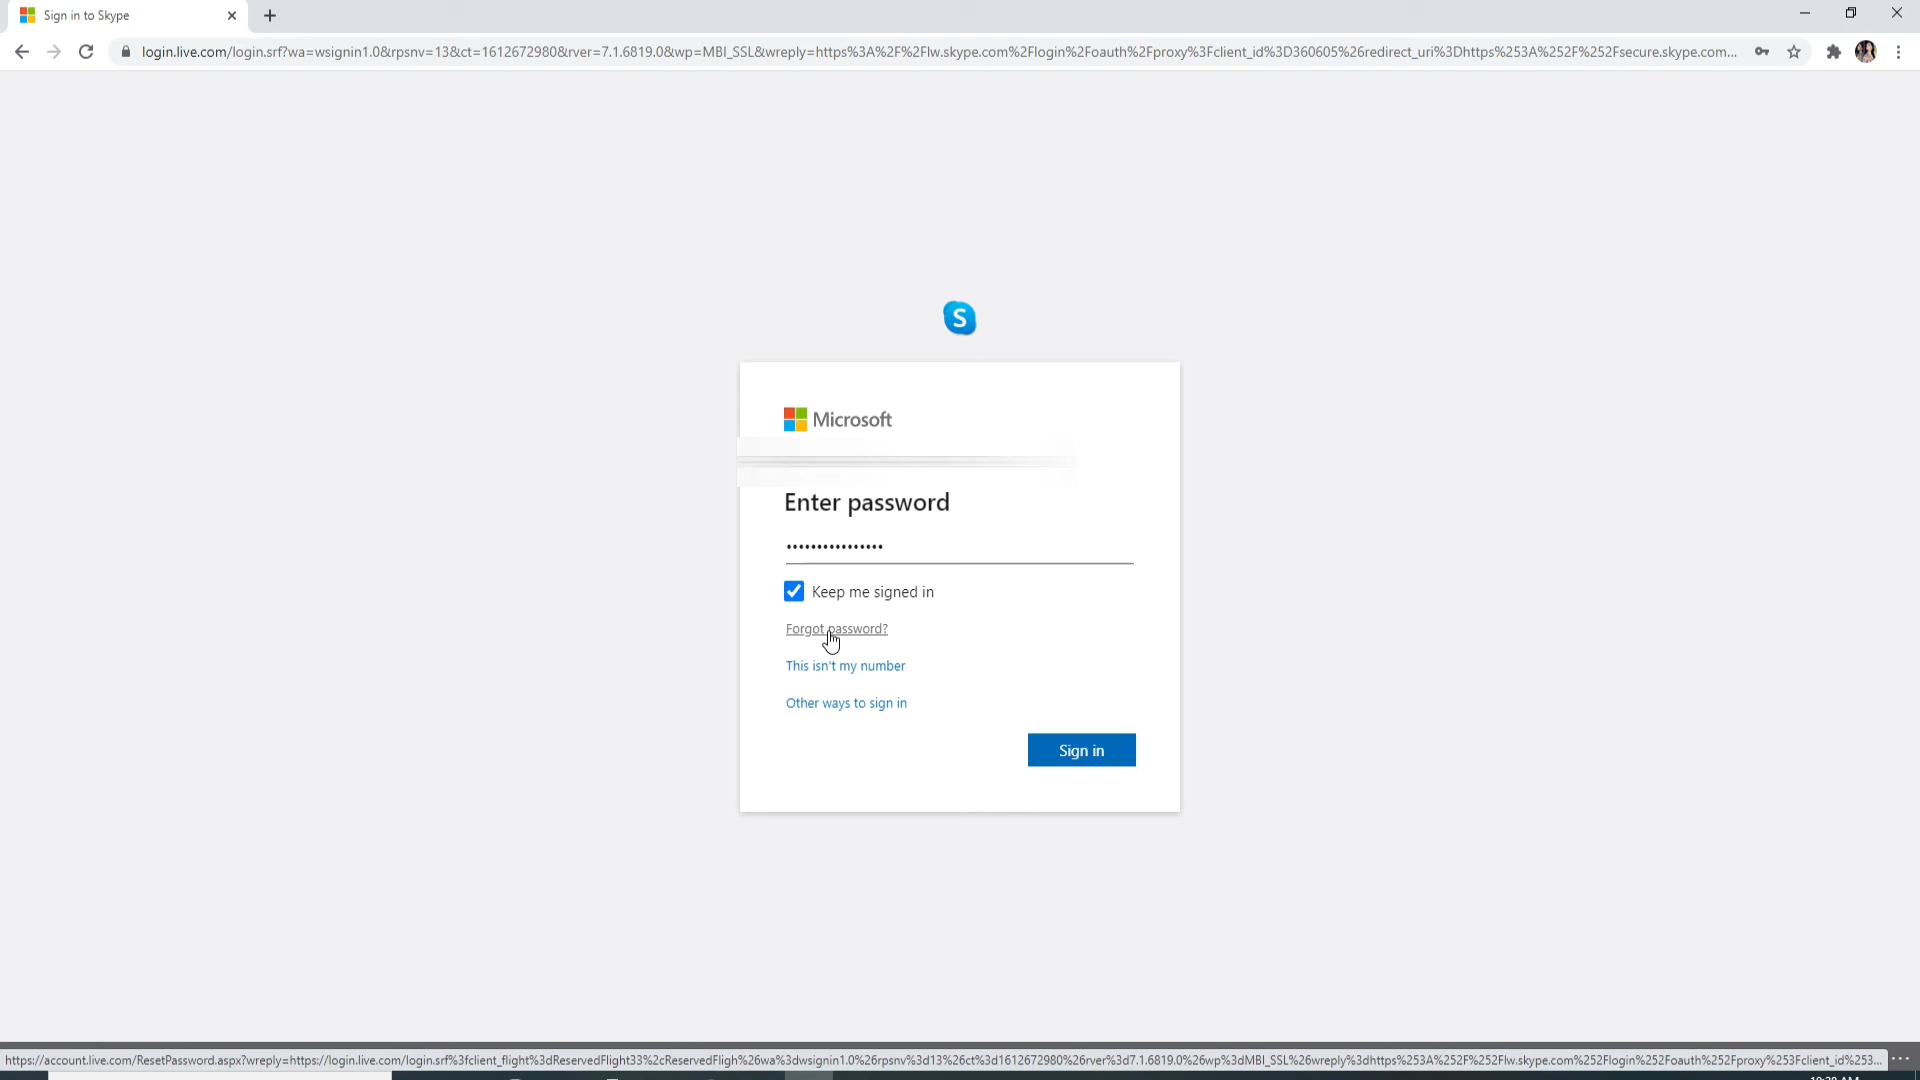 Sign in to Skype
login.live.com/login.srf?wa=wsignin1.0&rpsnv=13&ct=1612672980&rver=7.1.6819.0&wp=MBI_SSL&wreply=https%3A%2F%2Flw.skype.com%2Flogin%2Foauth%2Fproxy%3Fclient_id%3D360605%26redirect_uri%3Dhttps%253A%252F%252Fsecure.skype.com...
S
Microsoft
Enter password
Keep me signed in
Forgot password?
This isn't my number
Other ways to sign in
Sign in
https://account.live.com/ResetPassword.aspx?wreply=https://login.live.com/login.srf%3fclient_flight%3dReservedFlight33%2cReservedFligh%26wa%3dwsignin1.0%26rpsnv%3d13%26ct%3d1612672980%26rver%3d7.1.6819.0%26wp%3dMBI_SSL%26wreply%3dhttps%253A%252F%252Flw.skype.com%252Flogin%252Foauth%252Fproxy%253Fclient_id%253...